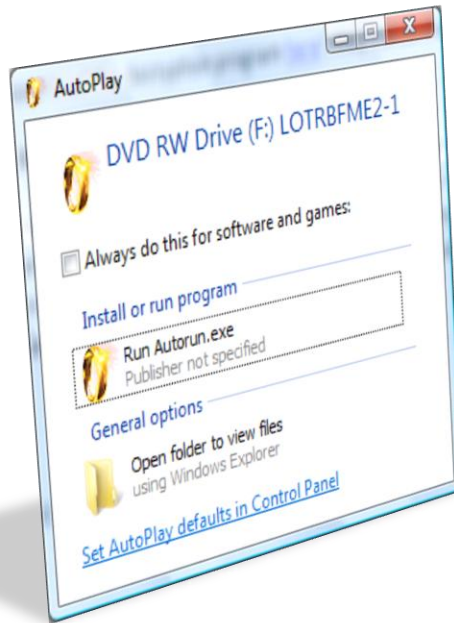 AutoPlay
DVD RW Drive (F:) LOTRBFME2-1
Always do this for software and games:
Install or run program
Run Autorun.exe
Publisher not specified
General options
Open folder to view files
using Windows Explorer
Set AutoPlay defaults in Control Panel